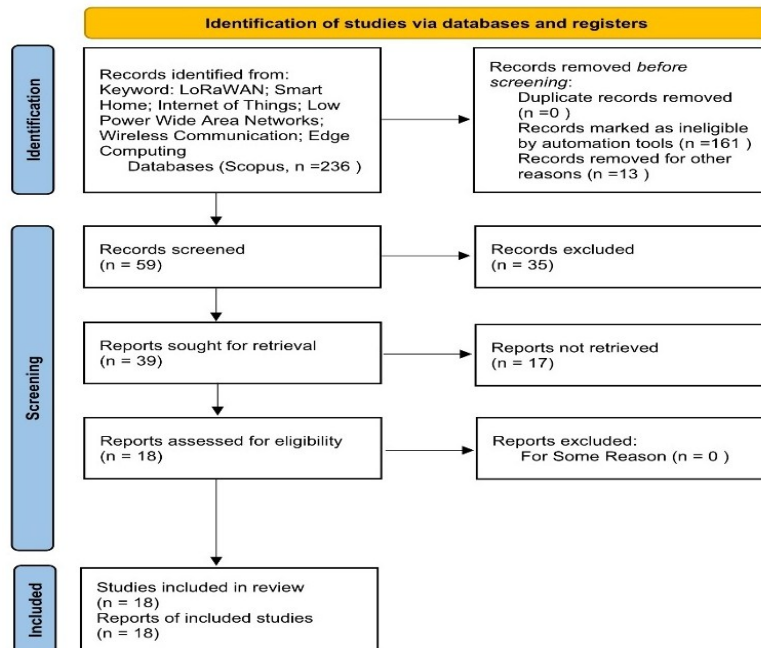 Identification of studies via databases and registers
Identification
Records identified from:
Keyword: LoRaWAN; Smart
Home; Internet of Things; Low
Power Wide Area Networks;
Wireless Communication; Edge
Computing
Databases (Scopus, n =236 )
Records removed before
screening:
Duplicate records removed
(n =0 )
Records marked as ineligible
by automation tools (n =161 )
Records removed for other
reasons (n =13 )
Screening
Records screened
(n = 59)
Records excluded
(n = 35)
Reports sought for retrieval
(n = 39)
Reports not retrieved
(n = 17)
Reports assessed for eligibility
(n = 18)
Reports excluded:
For Some Reason (n = 0 )
Included
Studies included in review
(n = 18)
Reports of included studies
(n = 18)